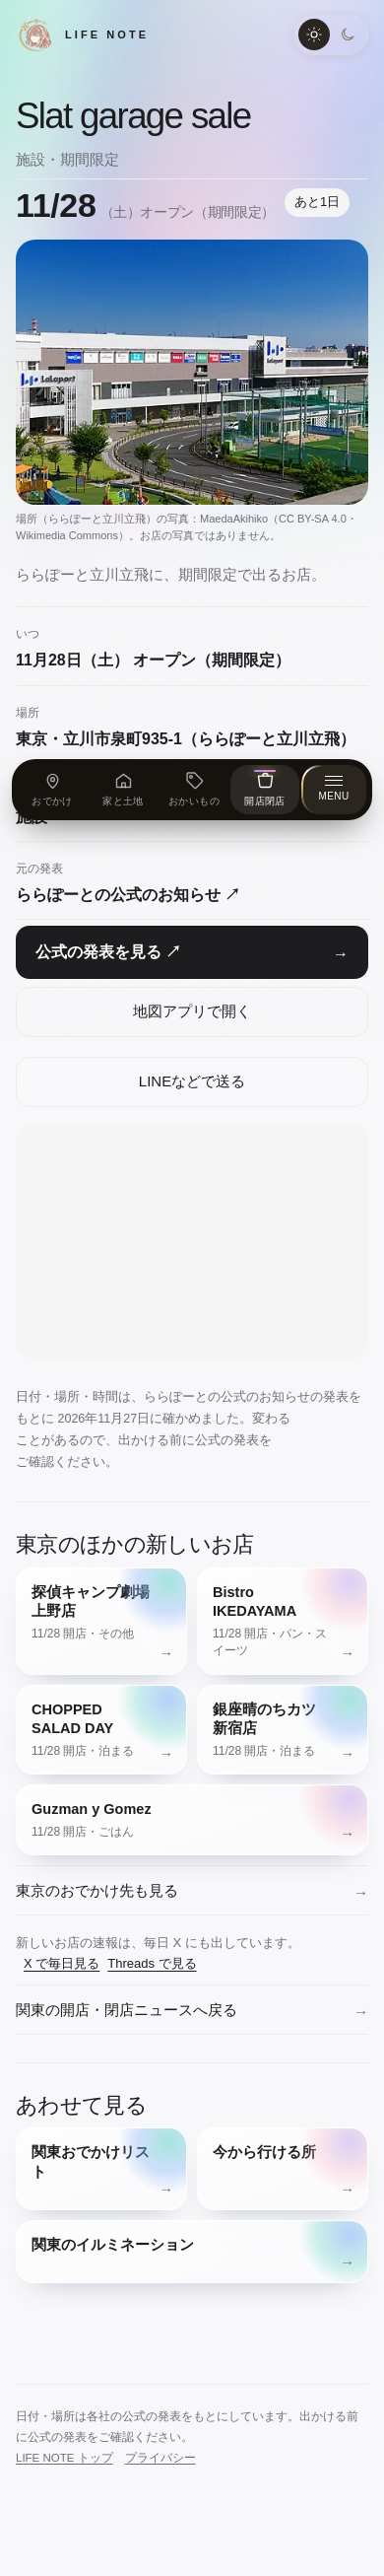 LIFE NOTE
Slat garage sale
施設・期間限定
11/28 （土）オープン（期間限定） あと1日
LaLaport
LaLaport
場所（ららぽーと立川立飛）の写真：MaedaAkihiko（CC BY-SA 4.0・
Wikimedia Commons）。お店の写真ではありません。
ららぽーと立川立飛に、期間限定で出るお店。
いつ
11月28日（土） オープン（期間限定）
場所
東京・立川市泉町935-1（ららぽーと立川立飛）
おでかけ 家と土地 おかいもの 開店閉店 MENU
施設
元の発表
ららぽーとの公式のお知らせ ↗
公式の発表を見る ↗ →
地図アプリで開く
LINEなどで送る
日付・場所・時間は、ららぽーとの公式のお知らせの発表を
もとに 2026年11月27日に確かめました。変わる
ことがあるので、出かける前に公式の発表を
ご確認ください。
東京のほかの新しいお店
探偵キャンプ劇場
上野店
11/28 開店・その他 →
Bistro
IKEDAYAMA
11/28 開店・パン・ス
イーツ →
CHOPPED
SALAD DAY
11/28 開店・泊まる →
銀座晴のちカツ
新宿店
11/28 開店・泊まる →
Guzman y Gomez
11/28 開店・ごはん →
東京のおでかけ先も見る →
新しいお店の速報は、毎日 X にも出しています。
X で毎日見る Threads で見る
関東の開店・閉店ニュースへ戻る →
あわせて見る
関東おでかけリス
ト →
今から行ける所 →
関東のイルミネーション →
日付・場所は各社の公式の発表をもとにしています。出かける前
に公式の発表をご確認ください。
LIFE NOTE トップ プライバシー